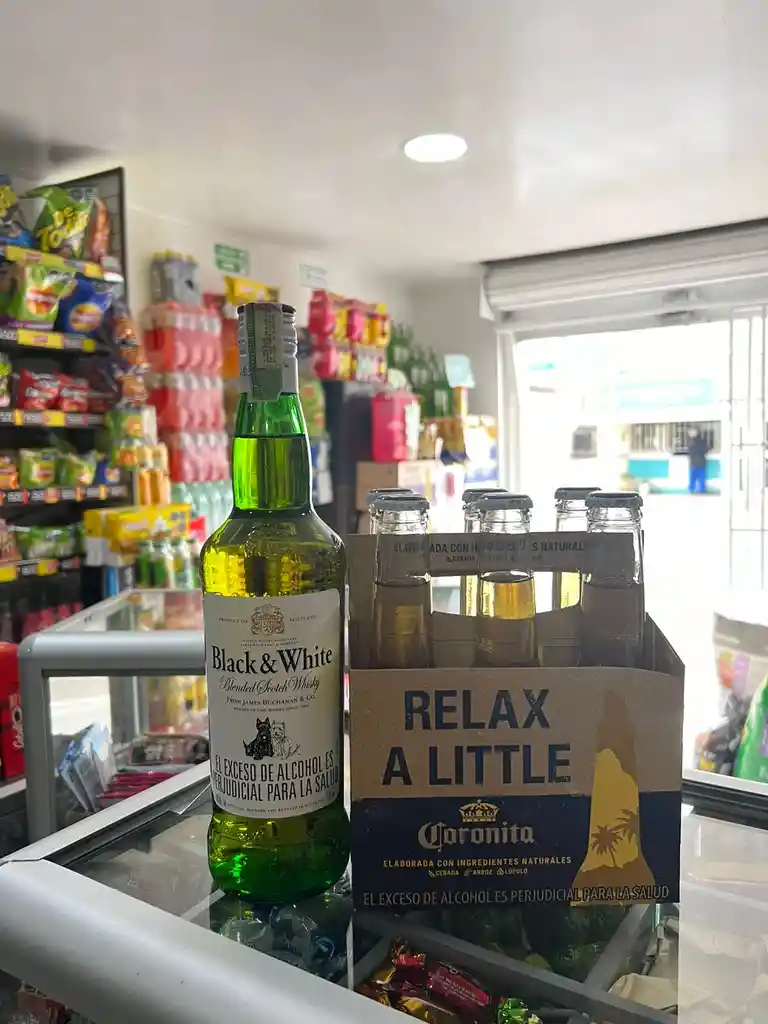 PRODUCT OF SCOTLAND
Black & White
Blended Scotch Whisky
FROM JAMES BUCHANAN & CO.
EL EXCESO DE ALCOHOL ES
PERJUDICIAL PARA LA SALUD
ELABORADA CON INGREDIENTES NATURALES
RELAX
A LITTLE
Coronita
ELABORADA CON INGREDIENTES NATURALES
CEBADA ARROZ LÚPULO
EL EXCESO DE ALCOHOL ES PERJUDICIAL PARA LA SALUD